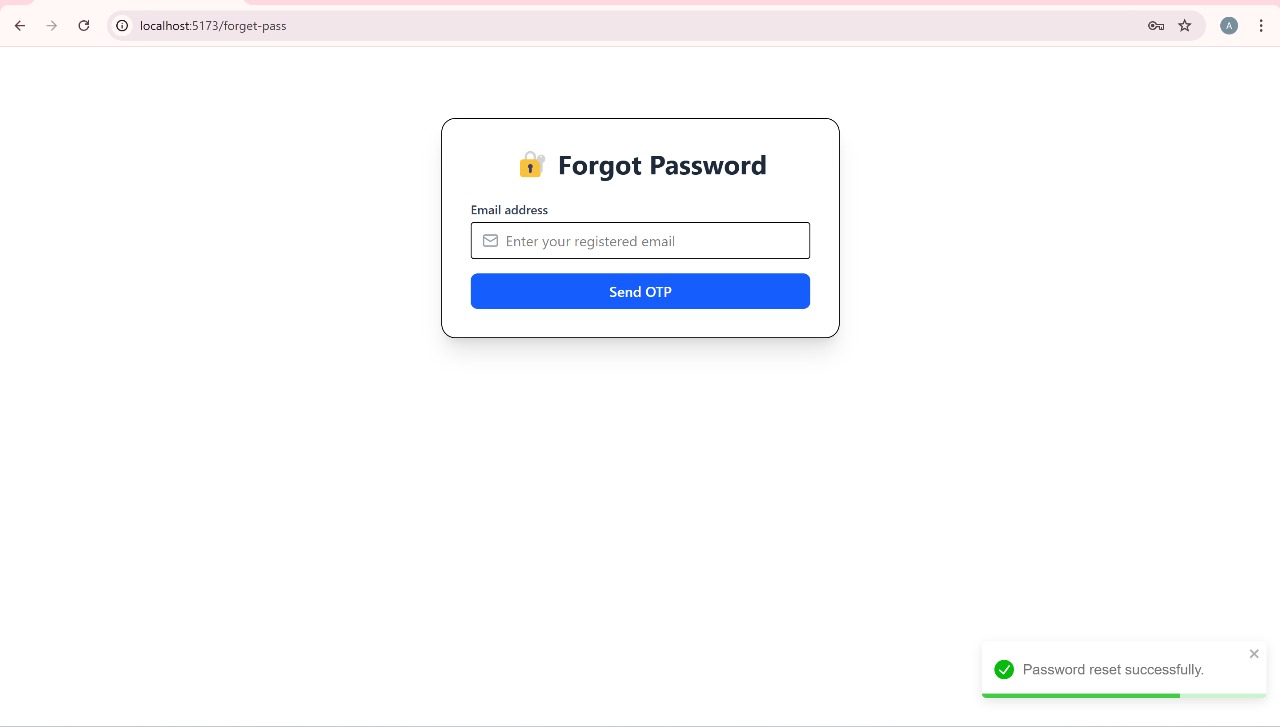 localhost:5173/forget-pass
A
Forgot Password
Email address
Enter your registered email
Send OTP
Password reset successfully.